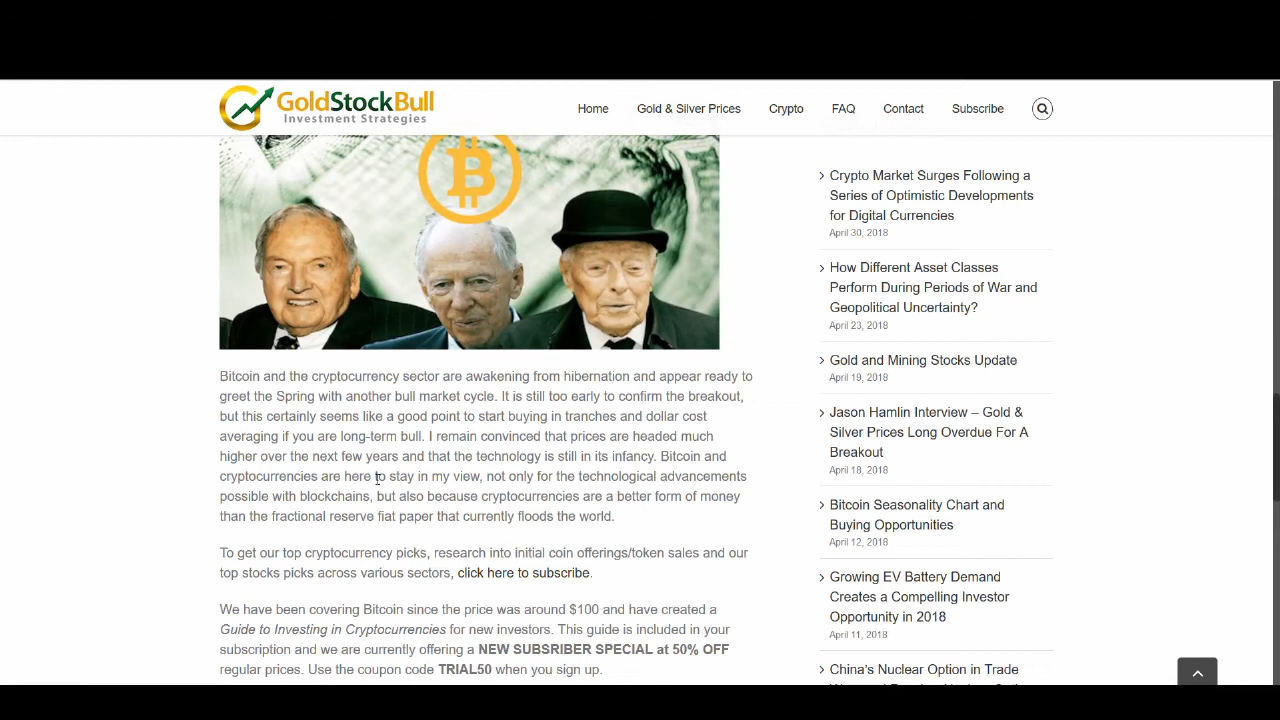 GoldStockBull
Investment Strategies
Home
Gold & Silver Prices
Crypto
FAQ
Contact
Subscribe
Bitcoin and the cryptocurrency sector are awakening from hibernation and appear ready to
greet the Spring with another bull market cycle. It is still too early to confirm the breakout,
but this certainly seems like a good point to start buying in tranches and dollar cost
averaging if you are long-term bull. I remain convinced that prices are headed much
higher over the next few years and that the technology is still in its infancy. Bitcoin and
cryptocurrencies are here to stay in my view, not only for the technological advancements
possible with blockchains, but also because cryptocurrencies are a better form of money
than the fractional reserve fiat paper that currently floods the world.
To get our top cryptocurrency picks, research into initial coin offerings/token sales and our
top stocks picks across various sectors, click here to subscribe.
We have been covering Bitcoin since the price was around $100 and have created a
Guide to Investing in Cryptocurrencies for new investors. This guide is included in your
subscription and we are currently offering a NEW SUBSRIBER SPECIAL at 50% OFF
regular prices. Use the coupon code TRIAL50 when you sign up.
Crypto Market Surges Following a
Series of Optimistic Developments
for Digital Currencies
April 30, 2018
How Different Asset Classes
Perform During Periods of War and
Geopolitical Uncertainty?
April 23, 2018
Gold and Mining Stocks Update
April 19, 2018
Jason Hamlin Interview – Gold &
Silver Prices Long Overdue For A
Breakout
April 18, 2018
Bitcoin Seasonality Chart and
Buying Opportunities
April 12, 2018
Growing EV Battery Demand
Creates a Compelling Investor
Opportunity in 2018
April 11, 2018
China's Nuclear Option in Trade